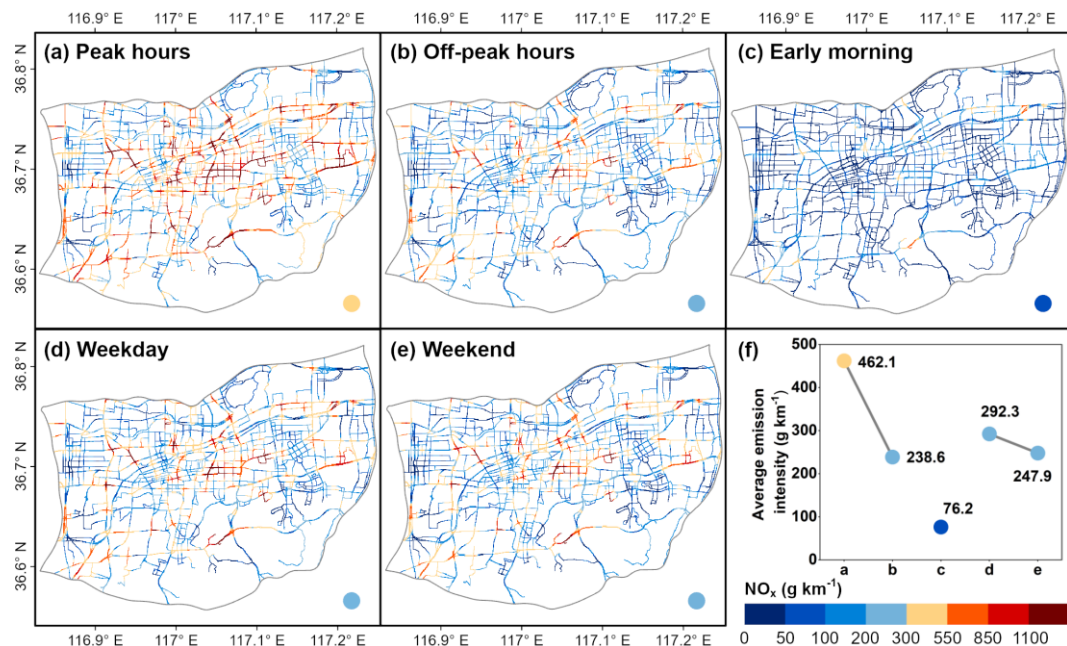 116.9° E 117° E 117.1° E 117.2° E 116.9° E 117° E 117.1° E 117.2° E 116.9° E 117° E 117.1° E 117.2° E
(a) Peak hours
(b) Off-peak hours
(c) Early morning
36.8° N
36.7° N
36.6° N
(d) Weekday
(e) Weekend
(f)
36.8° N
36.7° N
36.6° N
116.9° E 117° E 117.1° E 117.2° E 116.9° E 117° E 117.1° E 117.2° E
Average emission
intensity (g km⁻¹)
500
400
300
200
100
0
462.1
238.6
76.2
292.3
247.9
a b c d e
NOₓ (g km⁻¹)
0 50 100 200 300 550 850 1100